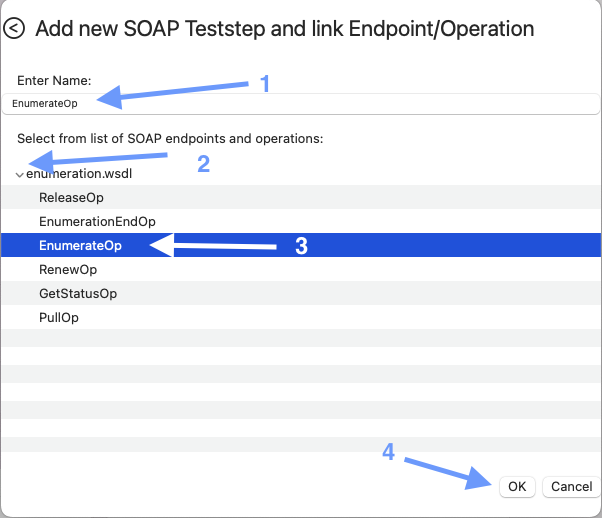 Add new SOAP Teststep and link Endpoint/Operation
Enter Name:
1
EnumerateOp
Select from list of SOAP endpoints and operations:
2
enumeration.wsdl
ReleaseOp
EnumerationEndOp
EnumerateOp
3
RenewOp
GetStatusOp
PullOp
4
OK Cancel